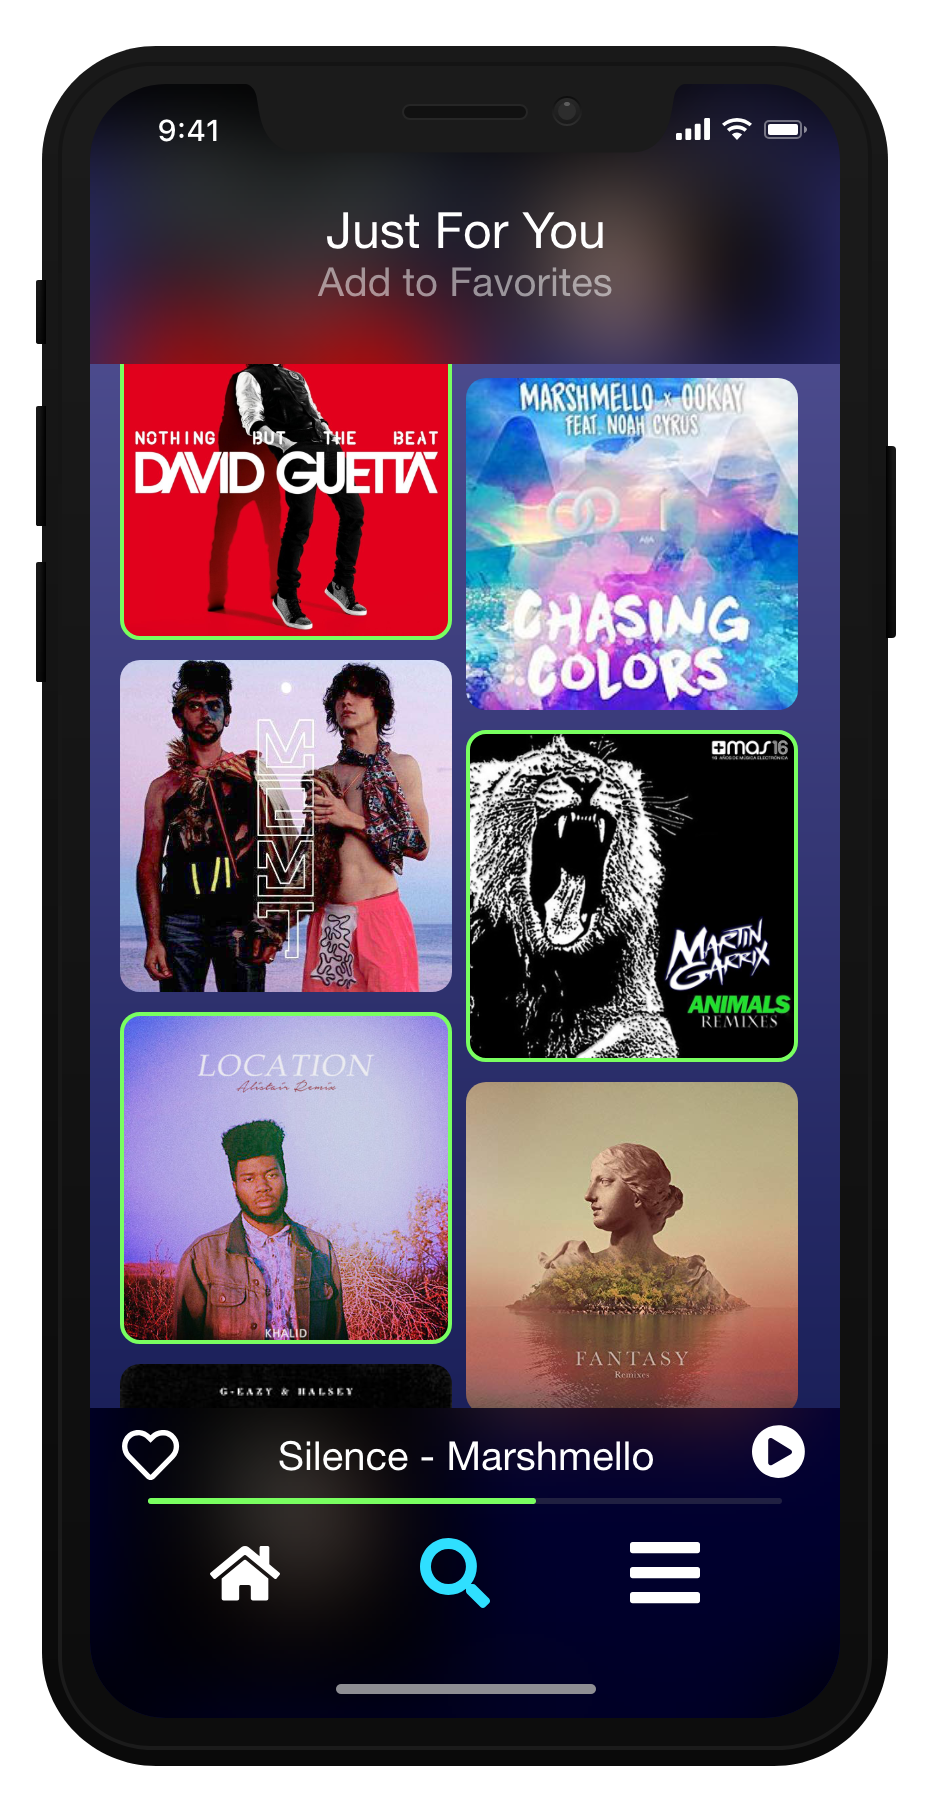 9:41
Just For You
Add to Favorites
NOTHING BUT THE BEAT
DAVID GUETTA
MARSHMELLO x OOKAY
FEAT. NOAH CYRUS
CHASING
COLORS
mas16
MARTIN
GARRIX
ANIMALS
REMIXES
LOCATION
Alistair Remix
KHALID
FANTASY
Remixes
G-EAZY & HALSEY
Silence - Marshmello